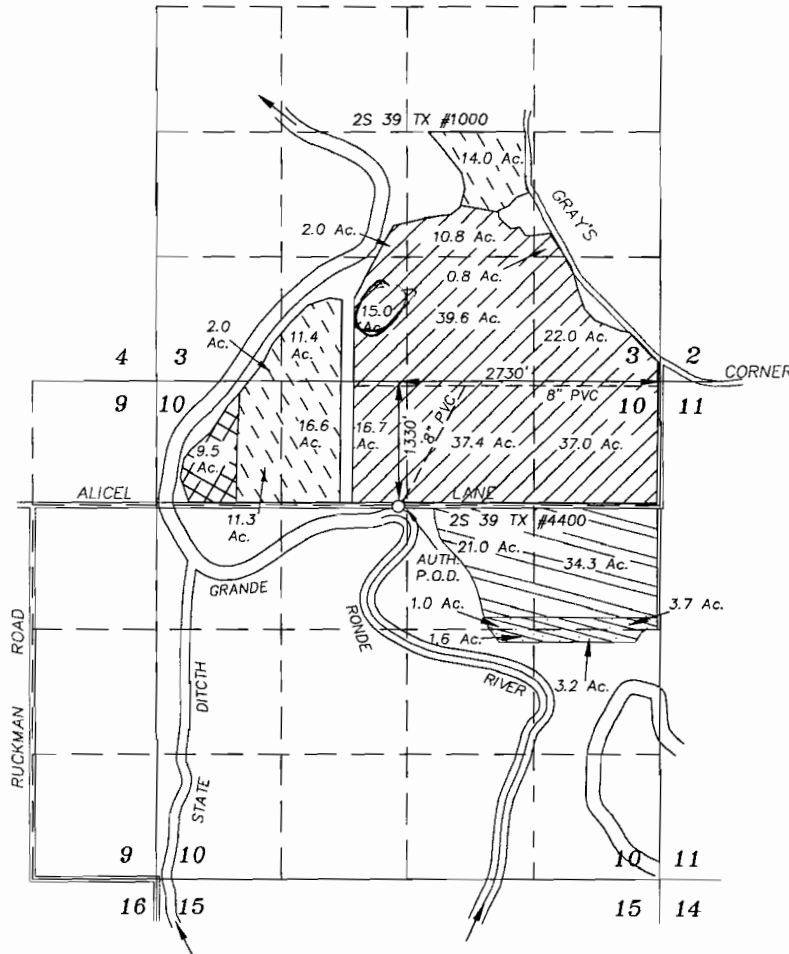 2S 39 TX #1000
14.0 Ac.
GRAY'S
2.0 Ac.
10.8 Ac.
0.8 Ac.
15.0
Ac.
39.6 Ac.
2.0
Ac.
11.4
Ac.
22.0 Ac.
4 3
3 2
2730'
CORNER
9 10
8" PVC
10 11
1330'
8" PVC
16.6
Ac.
16.7
Ac.
37.4 Ac.
37.0 Ac.
9.5
Ac.
ALICEL
LANE
11.3
Ac.
2S 39 TX #4400
21.0 Ac.
34.3 Ac.
AUTH.
P.O.D.
GRANDE
RONDE
RIVER
1.0 Ac.
3.7 Ac.
1.6 Ac.
3.2 Ac.
RUCKMAN ROAD
STATE DITCTH
9 10
10 11
16 15
15 14